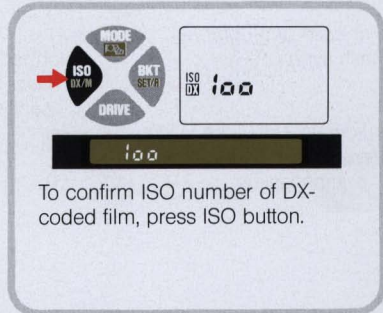 MODE
ISO
DX/M
BKT
SET/R
DRIVE
ISO
DX
100
100
To confirm ISO number of DX-
coded film, press ISO button.